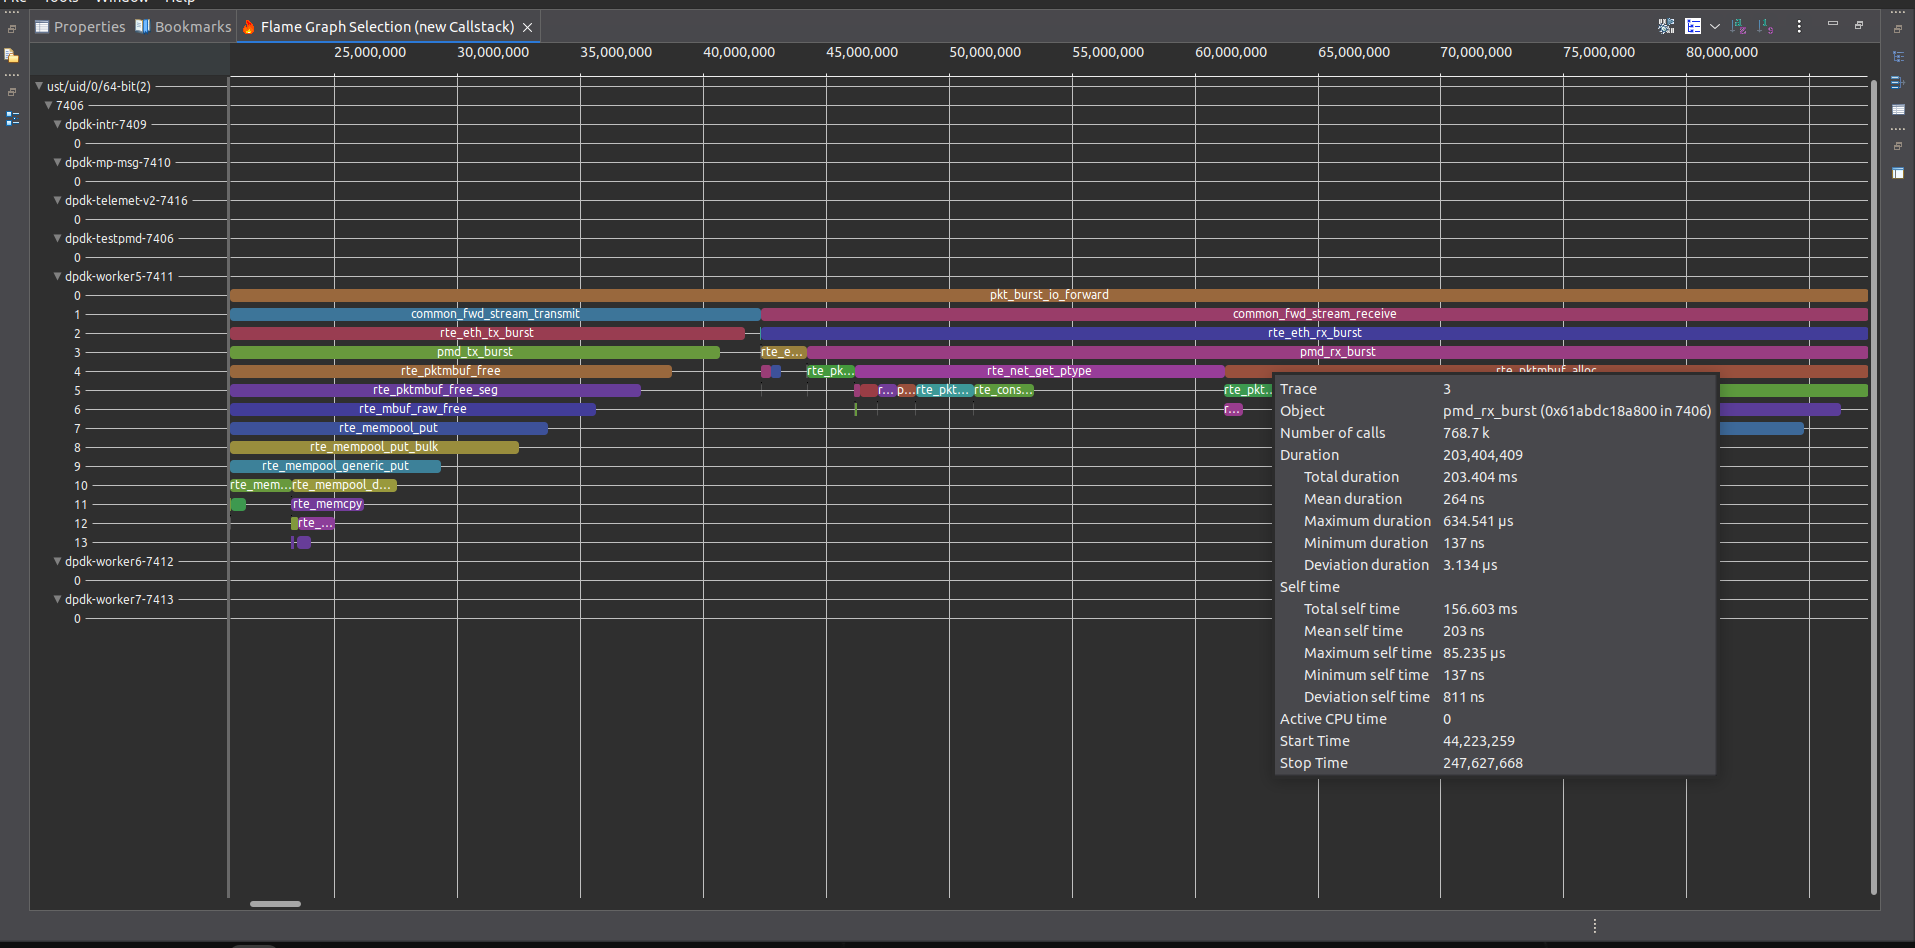 Tools Window Help
Properties Bookmarks Flame Graph Selection (new Callstack)
25,000,000 30,000,000 35,000,000 40,000,000 45,000,000 50,000,000 55,000,000 60,000,000 65,000,000 70,000,000 75,000,000 80,000,000
ust/uid/0/64-bit(2)
7406
dpdk-intr-7409
0
dpdk-mp-msg-7410
0
dpdk-telemet-v2-7416
0
dpdk-testpmd-7406
0
dpdk-worker5-7411
0 pkt_burst_io_forward
1 common_fwd_stream_transmit common_fwd_stream_receive
2 rte_eth_tx_burst rte_eth_rx_burst
3 pmd_tx_burst rte_e... pmd_rx_burst
4 rte_pktmbuf_free rte_pk... rte_net_get_ptype rte_pktmbuf_alloc
5 rte_pktmbuf_free_seg r... p... rte_pkt... rte_cons... rte_pkt...
6 rte_mbuf_raw_free r...
7 rte_mempool_put
8 rte_mempool_put_bulk
9 rte_mempool_generic_put
10 rte_mem... rte_mempool_d...
11 rte_memcpy
12 rte_...
13
dpdk-worker6-7412
0
dpdk-worker7-7413
0
Trace 3
Object pmd_rx_burst (0x61abdc18a800 in 7406)
Number of calls 768.7 k
Duration 203,404,409
Total duration 203.404 ms
Mean duration 264 ns
Maximum duration 634.541 µs
Minimum duration 137 ns
Deviation duration 3.134 µs
Self time
Total self time 156.603 ms
Mean self time 203 ns
Maximum self time 85.235 µs
Minimum self time 137 ns
Deviation self time 811 ns
Active CPU time 0
Start Time 44,223,259
Stop Time 247,627,668